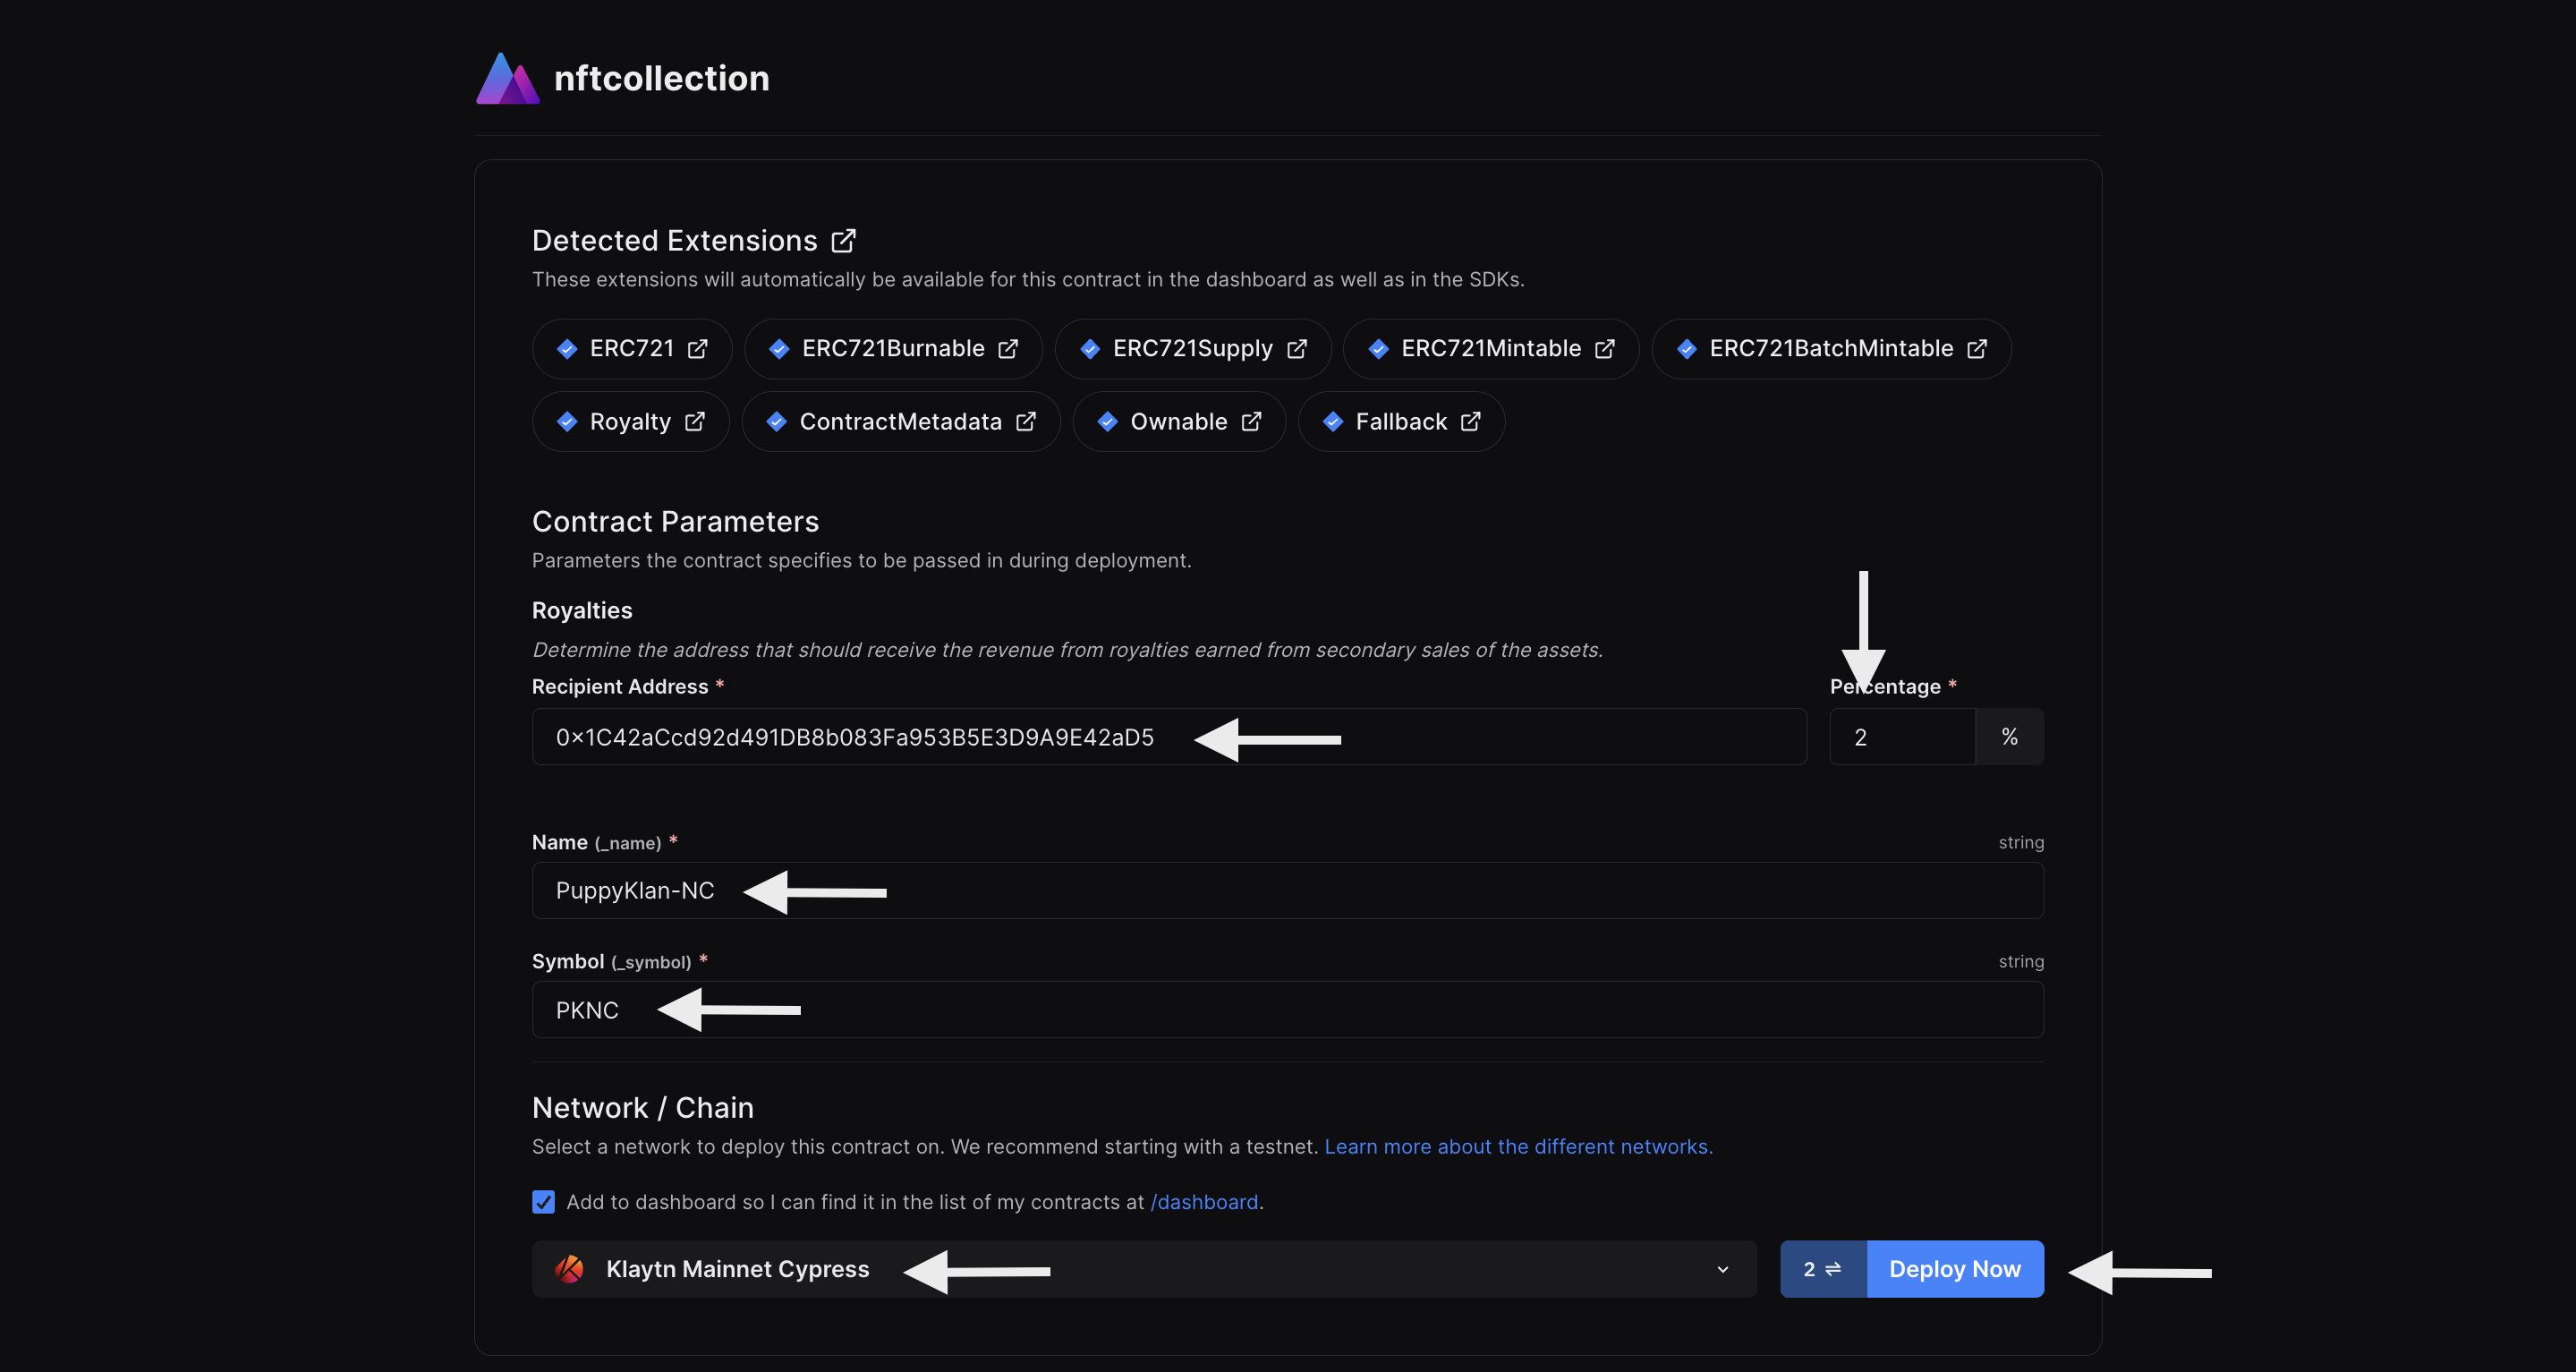 nftcollection
Detected Extensions
These extensions will automatically be available for this contract in the dashboard as well as in the SDKs.
ERC721 ERC721Burnable ERC721Supply ERC721Mintable ERC721BatchMintable
Royalty ContractMetadata Ownable Fallback
Contract Parameters
Parameters the contract specifies to be passed in during deployment.
Royalties
Determine the address that should receive the revenue from royalties earned from secondary sales of the assets.
Recipient Address * Percentage *
0x1C42aCcd92d491DB8b083Fa953B5E3D9A9E42aD5 2 %
Name (_name) * string
PuppyKlan-NC
Symbol (_symbol) * string
PKNC
Network / Chain
Select a network to deploy this contract on. We recommend starting with a testnet. Learn more about the different networks.
Add to dashboard so I can find it in the list of my contracts at /dashboard.
Klaytn Mainnet Cypress 2 ⇌ Deploy Now